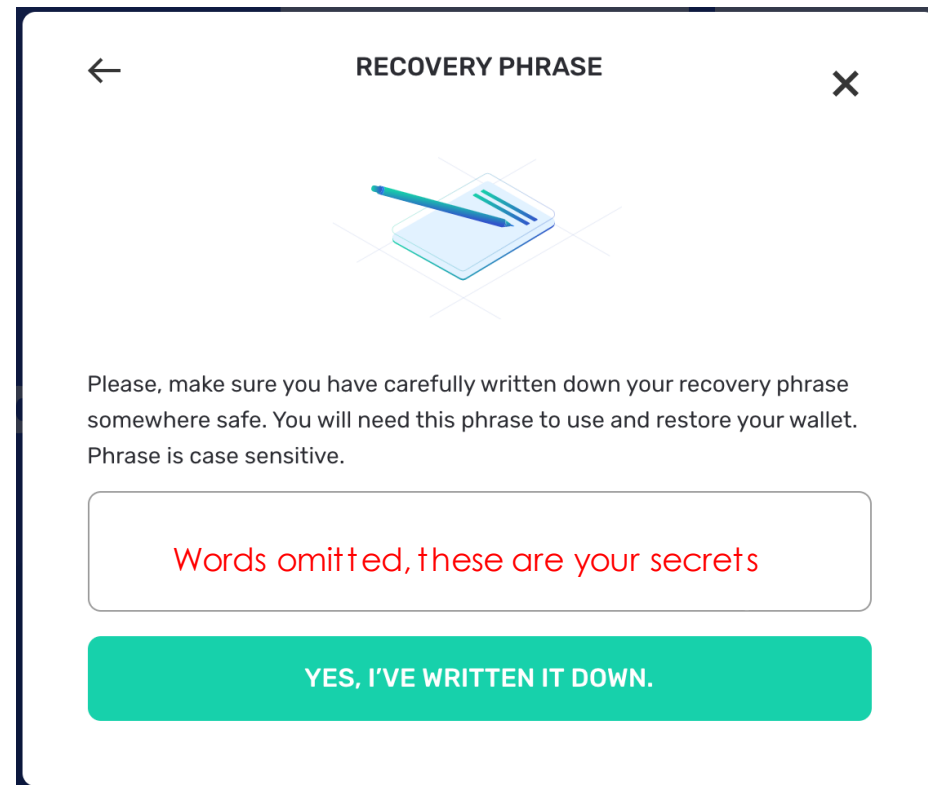 RECOVERY PHRASE
Please, make sure you have carefully written down your recovery phrase
somewhere safe. You will need this phrase to use and restore your wallet.
Phrase is case sensitive.
Words omitted, these are your secrets
YES, I’VE WRITTEN IT DOWN.